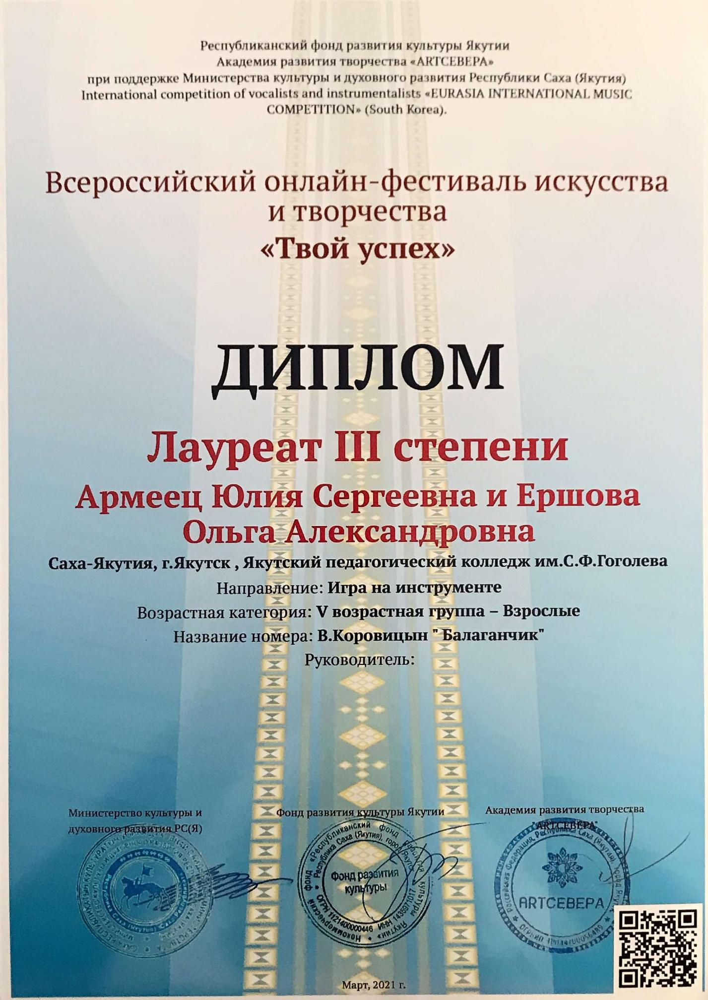 Республиканский фонд развития культуры Якутии
Академия развития творчества «ARTСЕВЕРА»
при поддержке Министерства культуры и духовного развития Республики Саха (Якутия)
International competition of vocalists and instrumentalists «EURASIA INTERNATIONAL MUSIC
COMPETITION» (South Korea).
Всероссийский онлайн-фестиваль искусства
и творчества
«Твой успех»
ДИПЛОМ
Лауреат III степени
Армеец Юлия Сергеевна и Ершова
Ольга Александровна
Саха-Якутия, г.Якутск , Якутский педагогический колледж им.С.Ф.Гоголева
Направление: Игра на инструменте
Возрастная категория: V возрастная группа – Взрослые
Название номера: В.Коровицын " Балаганчик"
Руководитель:
Министерство культуры и
духовного развития РС(Я)
Фонд развития культуры Якутии
Академия развития творчества
"ARTСЕВЕРА"
Некоммерческий фонд «Республиканский фонд развития культуры Якутии»
Республика Саха (Якутия), город Якутск
ОГРН 1121400000446 ИНН 1435971017
Фонд развития
культуры
Российская Федерация, Республика Саха (Якутия), город Якутск
ARTСЕВЕРА
Март, 2021 г.